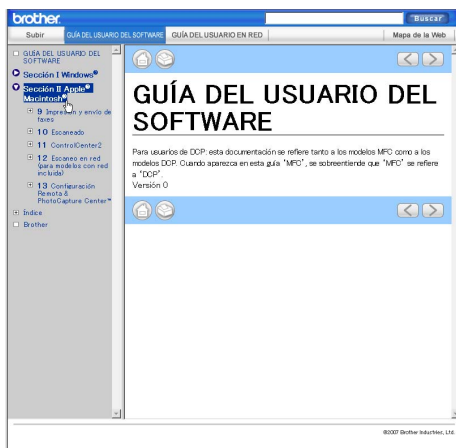 brother.
Buscar
Subir
GUÍA DEL USUARIO DEL SOFTWARE
GUÍA DEL USUARIO EN RED
Mapa de la Web
GUÍA DEL USUARIO DEL
SOFTWARE
Sección I Windows®
Sección II Apple®
Macintosh®
9 Impresión y envío de
faxes
10 Escaneado
11 ControlCenter2
12 Escaneo en red
(para modelos con red
incluida)
13 Configuración
Remota &
PhotoCapture Center™
Índice
Brother
GUÍA DEL USUARIO DEL
SOFTWARE
Para usuarios de DCP: esta documentación se refiere tanto a los modelos MFC como a los
modelos DCP. Cuando aparezca en esta guía 'MFC', se sobreentiende que 'MFC' se refiere
a 'DCP'.
Versión 0
©2007 Brother Industries, Ltd.